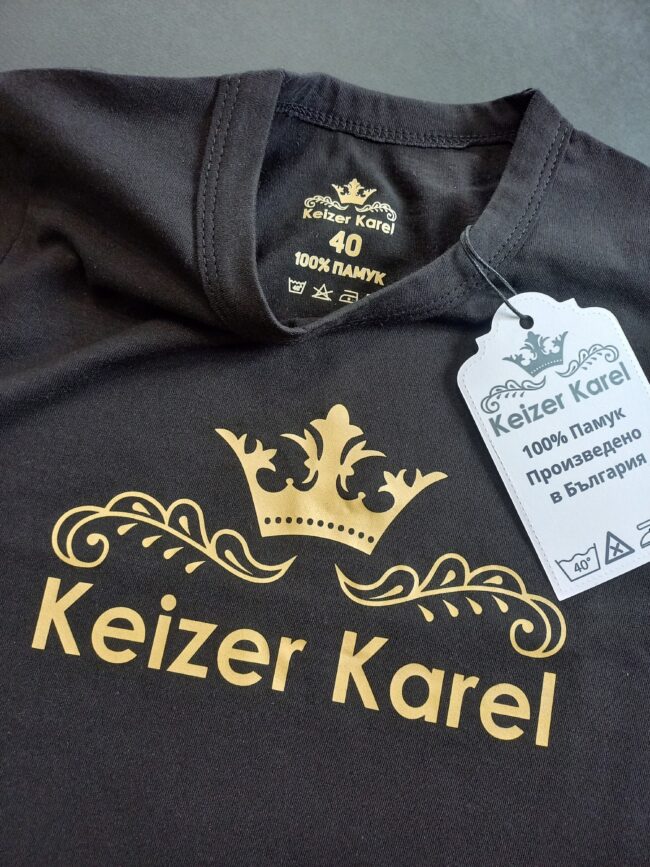 Keizer Karel
40
100% ПАМУК
Keizer Karel
100% Памук
Произведено
в България
40°
Keizer Karel